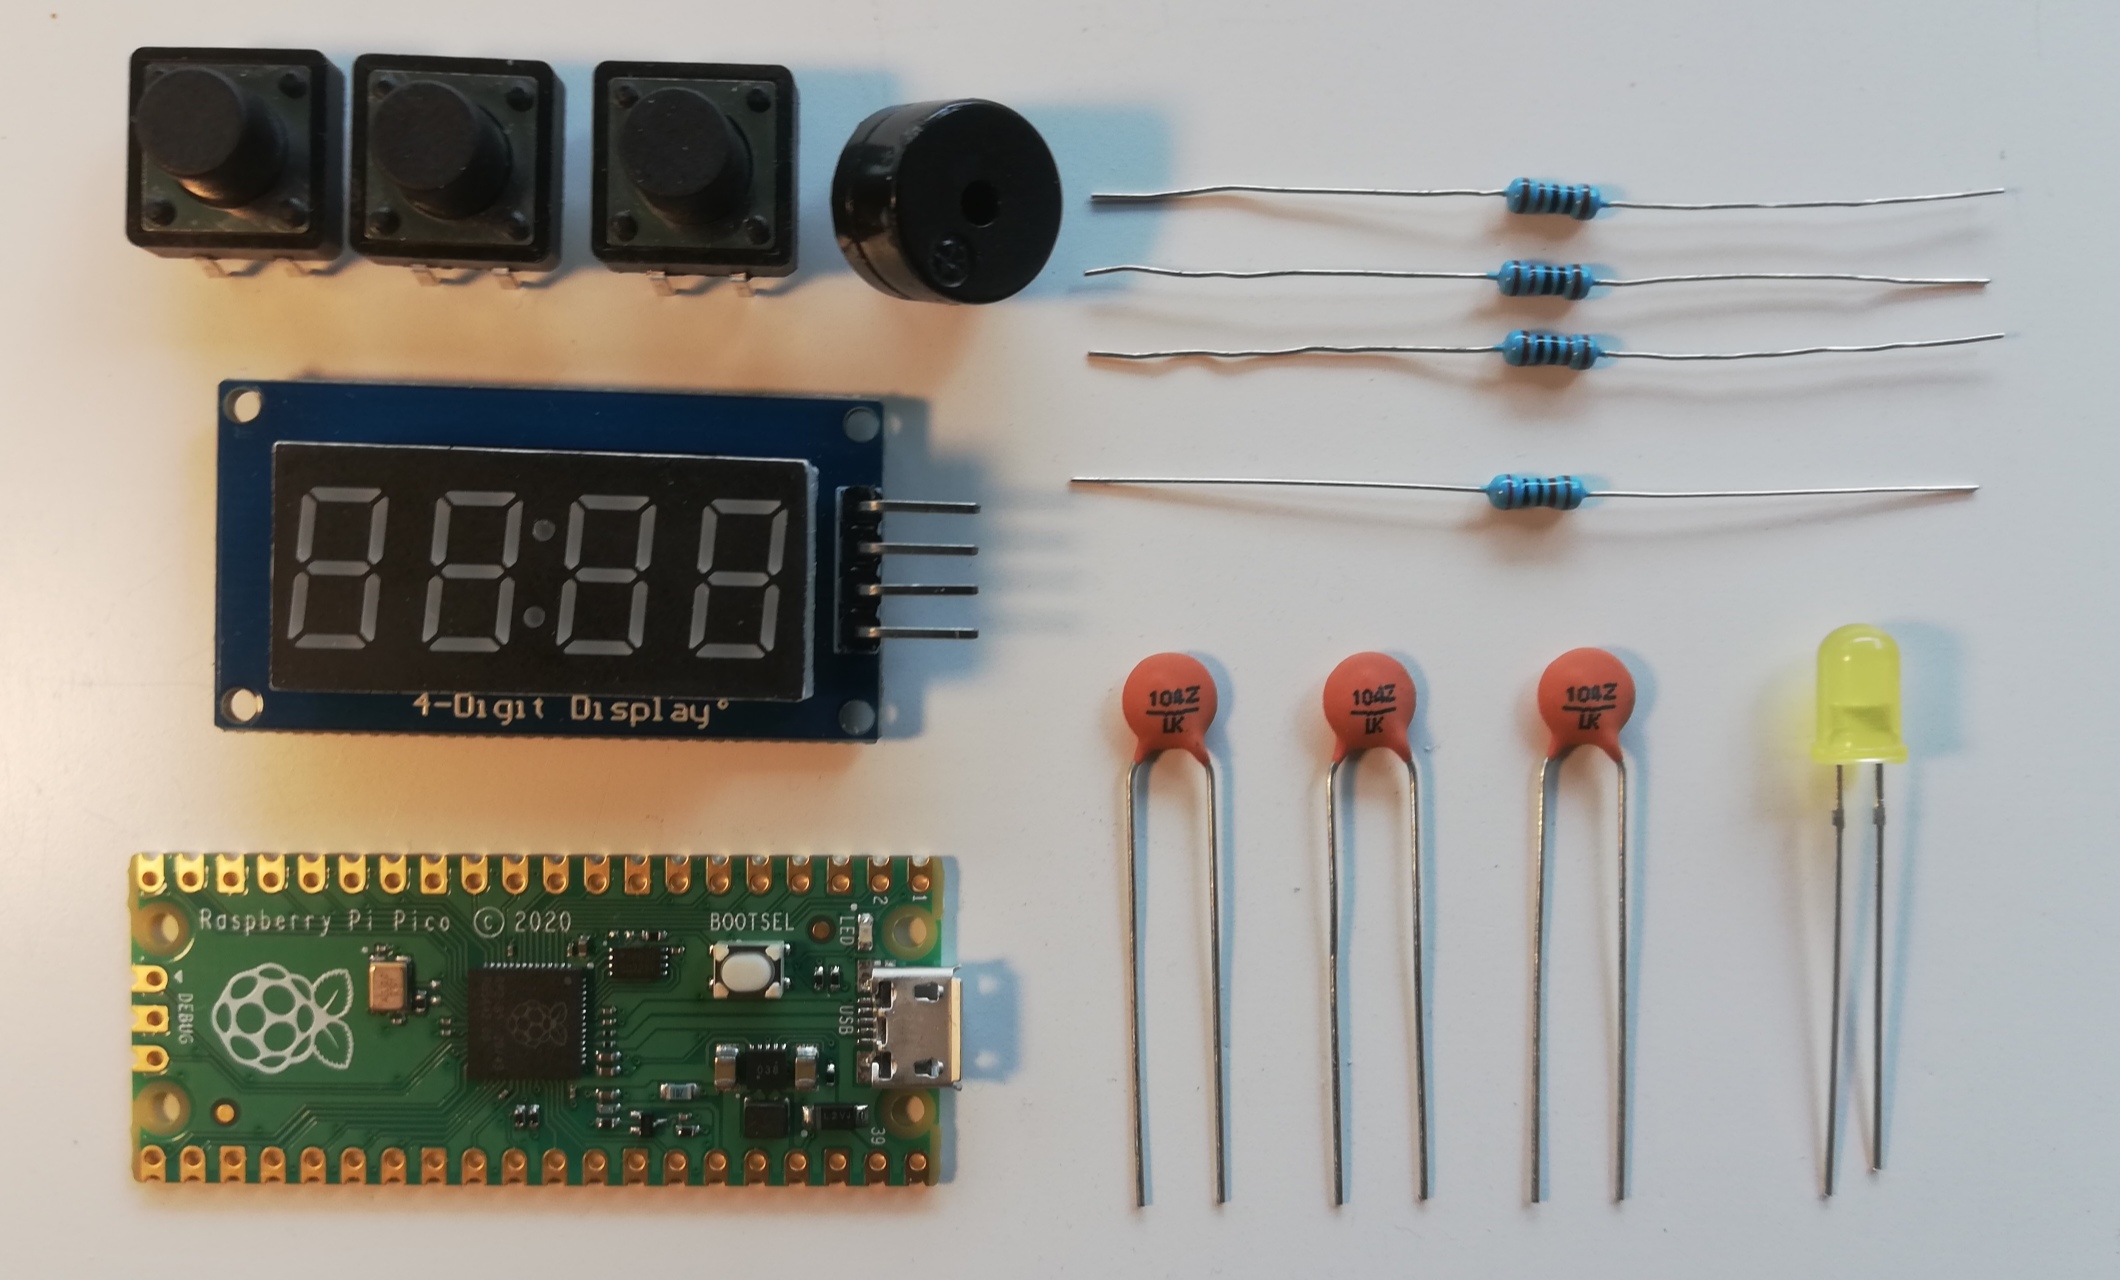 4-Digit Display°
104Z
LK
104Z
LK
104Z
LK
1
2
Raspberry Pi Pico © 2020
BOOTSEL
LED
DEBUG
USB
39